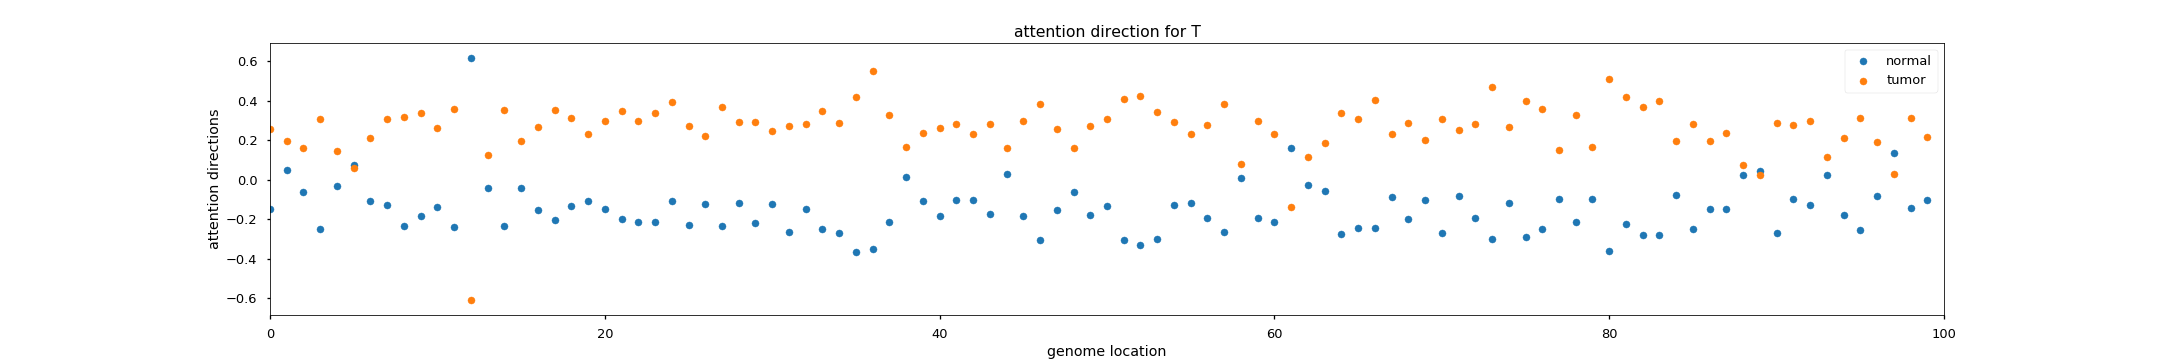 attention direction for T
normal
tumor
attention directions
0.6
0.4
0.2
0.0
−0.2
−0.4
−0.6
0 20 40 60 80 100
genome location